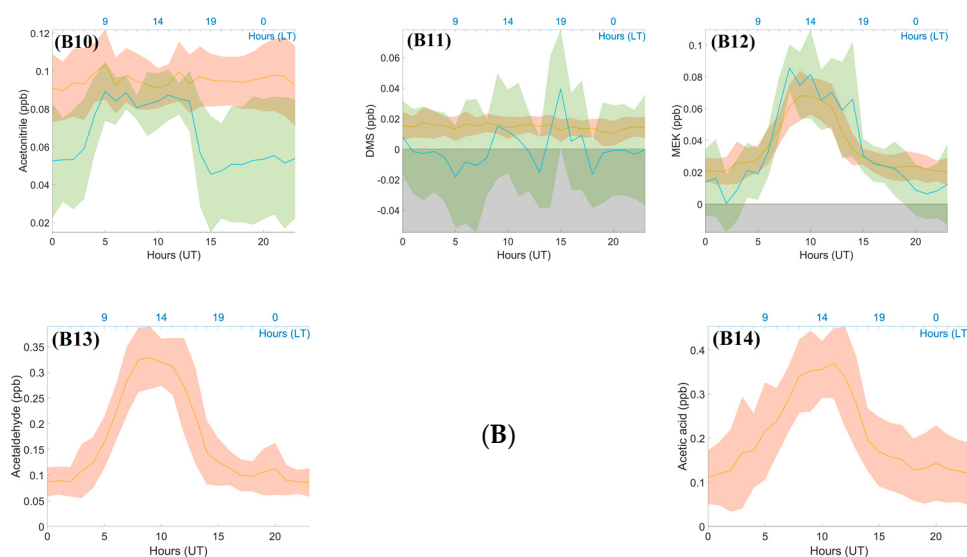 9 14 19 0
(B10)
Hours (LT)
0.12
0.1
0.08
0.06
0.04
0.02
Acetonitrile (ppb)
0 5 10 15 20
Hours (UT)
9 14 19 0
(B11)
Hours (LT)
0.06
0.04
0.02
0
-0.02
-0.04
DMS (ppb)
0 5 10 15 20
Hours (UT)
9 14 19 0
(B12)
Hours (LT)
0.1
0.08
0.06
0.04
0.02
0
MEK (ppb)
0 5 10 15 20
Hours (UT)
9 14 19 0
(B13)
Hours (LT)
0.35
0.3
0.25
0.2
0.15
0.1
0.05
0
Acetaldehyde (ppb)
0 5 10 15 20
Hours (UT)
(B)
9 14 19 0
(B14)
Hours (LT)
0.4
0.3
0.2
0.1
0
Acetic acid (ppb)
0 5 10 15 20
Hours (UT)